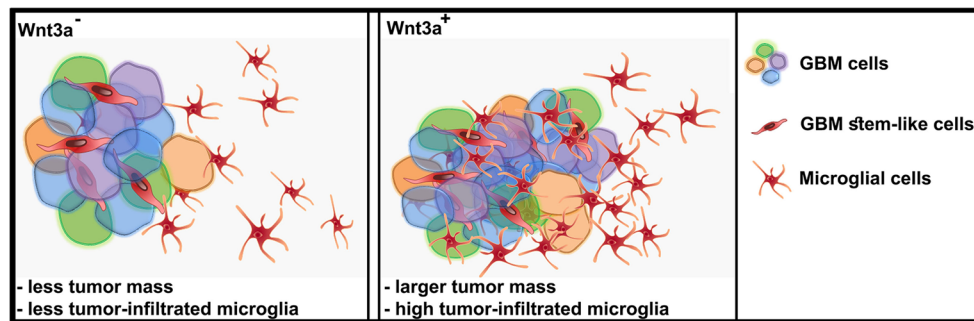 Wnt3a-
- less tumor mass
- less tumor-infiltrated microglia
Wnt3a+
- larger tumor mass
- high tumor-infiltrated microglia
GBM cells
GBM stem-like cells
Microglial cells